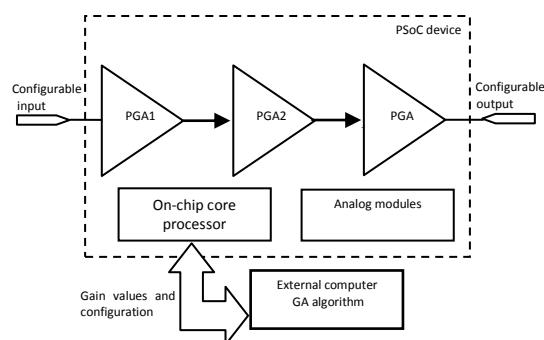 PSoC device
Configurable
input
PGA1
PGA2
PGA
Configurable
output
On-chip core
processor
Analog modules
Gain values and
configuration
External computer
GA algorithm